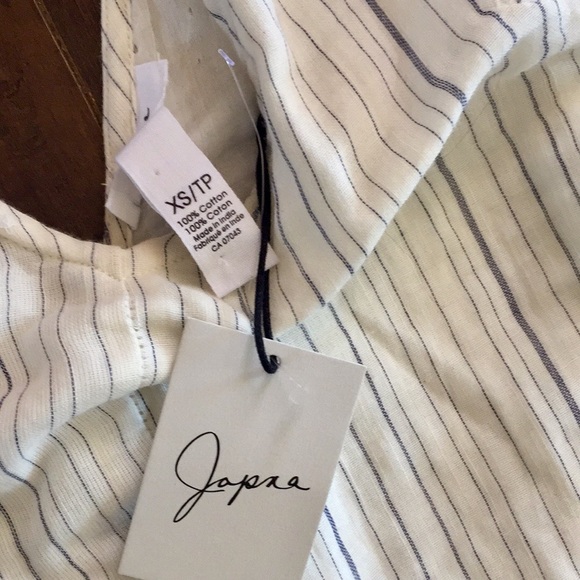 XS/TP
100% Cotton
100% Coton
Made in India
Fabriqué en Inde
CA 07043
Japna